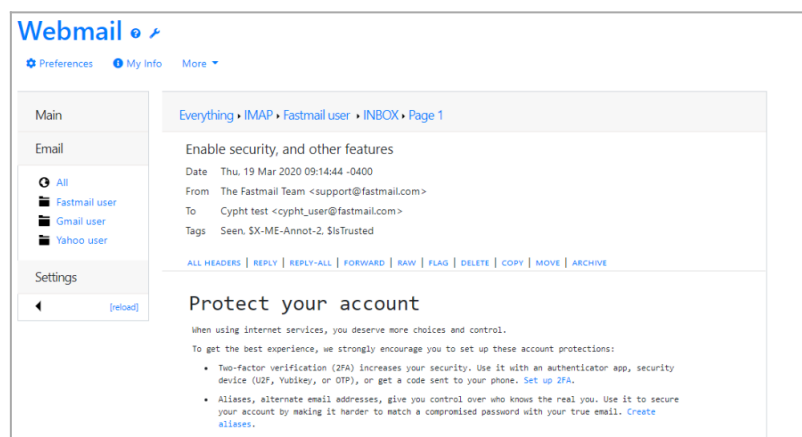 Webmail
Preferences My Info More
Main
Email
All
Fastmail user
Gmail user
Yahoo user
Settings
[reload]
Everything IMAP Fastmail user INBOX Page 1
Enable security, and other features
Date Thu, 19 Mar 2020 09:14:44 -0400
From The Fastmail Team <support@fastmail.com>
To Cypht test <cypht_user@fastmail.com>
Tags Seen, $X-ME-Annot-2, $IsTrusted
ALL HEADERS | REPLY | REPLY-ALL | FORWARD | RAW | FLAG | DELETE | COPY | MOVE | ARCHIVE
Protect your account
When using internet services, you deserve more choices and control.
To get the best experience, we strongly encourage you to set up these account protections:
• Two-factor verification (2FA) increases your security. Use it with an authenticator app, security
device (U2F, Yubikey, or OTP), or get a code sent to your phone. Set up 2FA.
• Aliases, alternate email addresses, give you control over who knows the real you. Use it to secure
your account by making it harder to match a compromised password with your true email. Create
aliases.